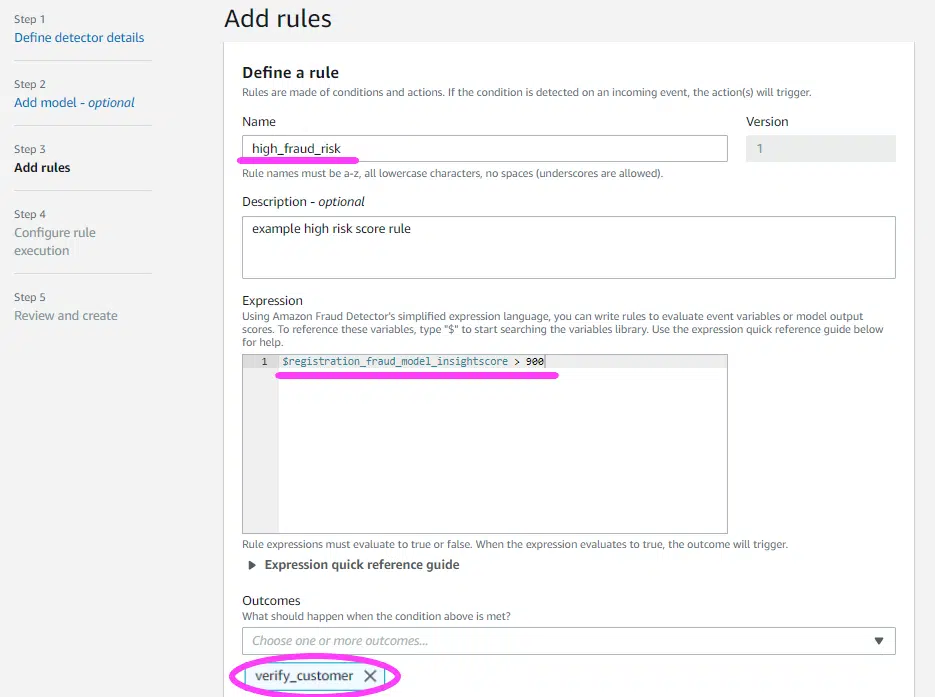 Step 1
Define detector details
Step 2
Add model - optional
Step 3
Add rules
Step 4
Configure rule
execution
Step 5
Review and create
Add rules
Define a rule
Rules are made of conditions and actions. If the condition is detected on an incoming event, the action(s) will trigger.
Name
Version
high_fraud_risk
1
Rule names must be a-z, all lowercase characters, no spaces (underscores are allowed).
Description - optional
example high risk score rule
Expression
Using Amazon Fraud Detector's simplified expression language, you can write rules to evaluate event variables or model output
scores. To reference these variables, type "$" to start searching the variables library. Use the expression quick reference guide below
for help.
1 $registration_fraud_model_insightscore > 900
Rule expressions must evaluate to true or false. When the expression evaluates to true, the outcome will trigger.
Expression quick reference guide
Outcomes
What should happen when the condition above is met?
Choose one or more outcomes...
verify_customer